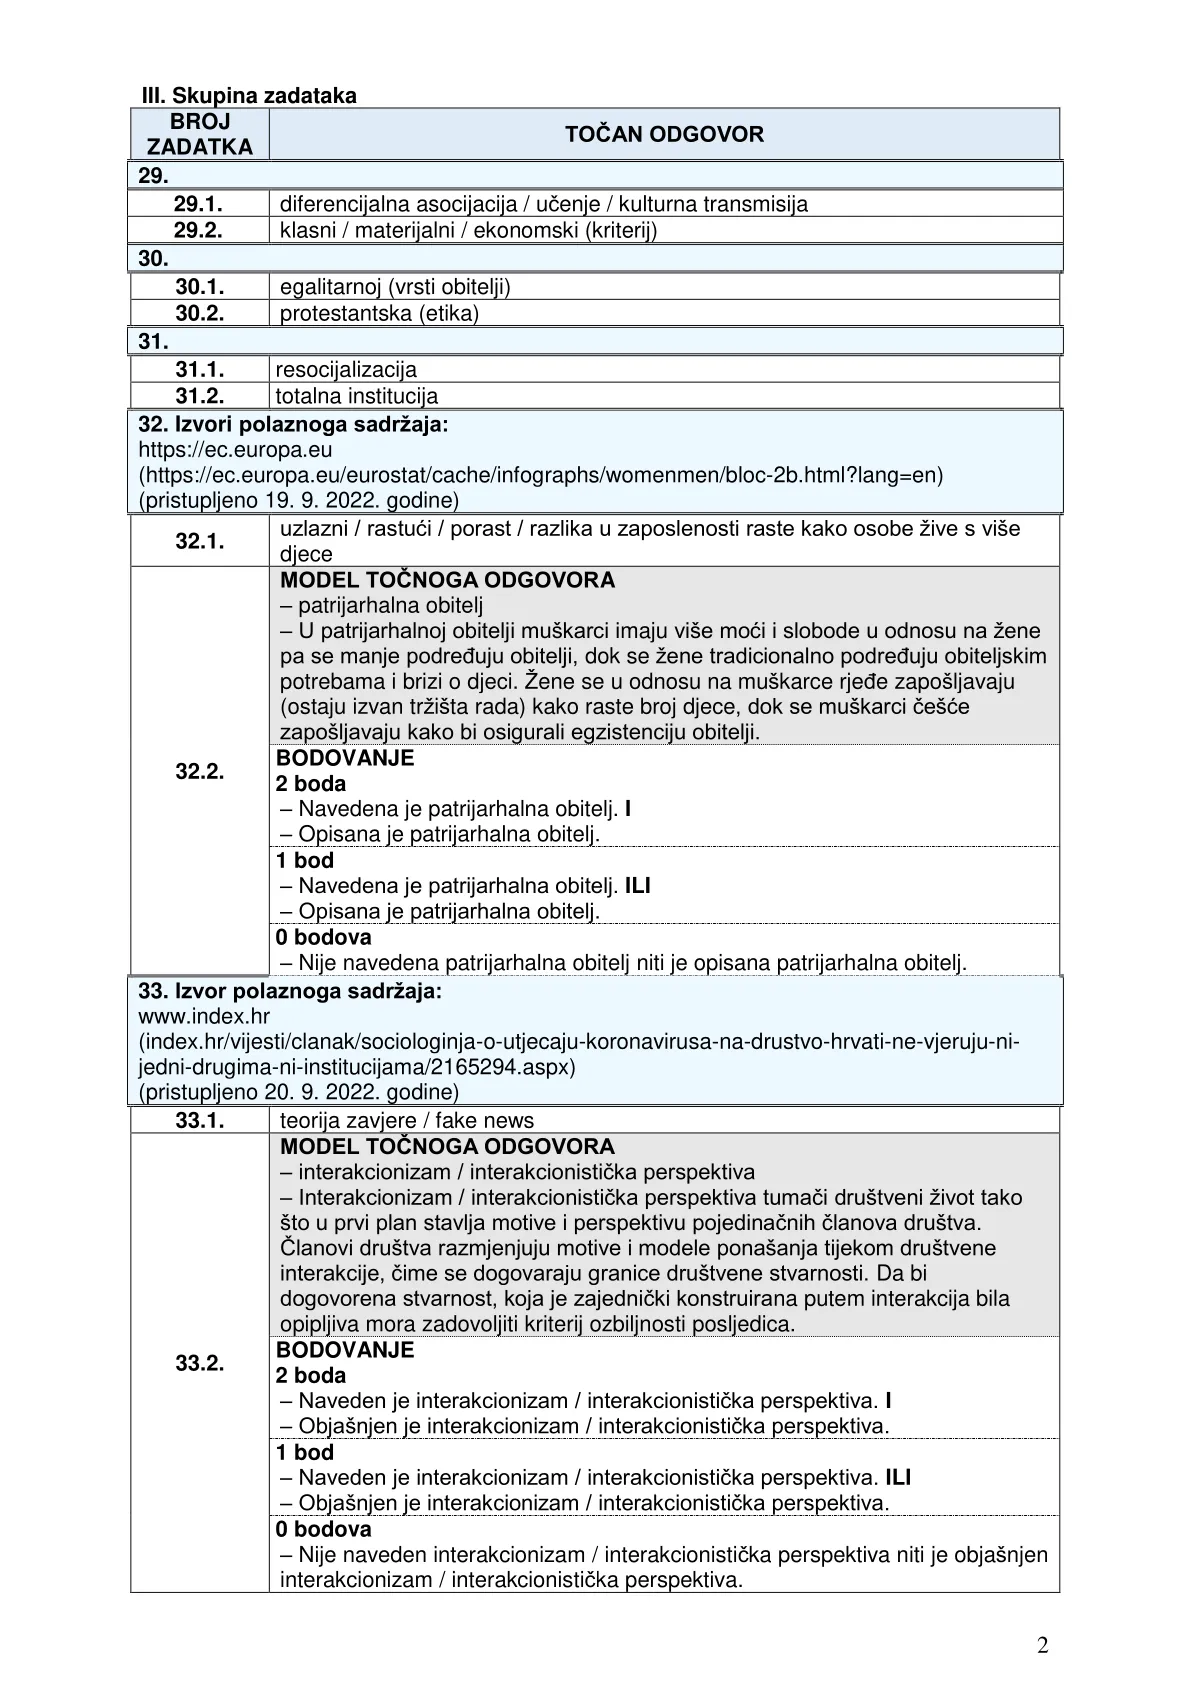 III. Skupina zadataka
BROJ
ZADATKA
TOČAN ODGOVOR
29.
29.1.
diferencijalna asocijacija / učenje / kulturna transmisija
29.2.
klasni / materijalni / ekonomski (kriterij)
30.
30.1.
egalitarnoj (vrsti obitelji)
30.2.
protestantska (etika)
31.
31.1.
resocijalizacija
31.2.
totalna institucija
32. Izvori polaznoga sadržaja:
https://ec.europa.eu
(https://ec.europa.eu/eurostat/cache/infographs/womenmen/bloc-2b.html?lang=en)
(pristupljeno 19. 9. 2022. godine)
32.1.
uzlazni / rastući / porast / razlika u zaposlenosti raste kako osobe žive s više
djece
32.2.
MODEL TOČNOGA ODGOVORA
– patrijarhalna obitelj
– U patrijarhalnoj obitelji muškarci imaju više moći i slobode u odnosu na žene
pa se manje podređuju obitelji, dok se žene tradicionalno podređuju obiteljskim
potrebama i brizi o djeci. Žene se u odnosu na muškarce rjeđe zapošljavaju
(ostaju izvan tržišta rada) kako raste broj djece, dok se muškarci češće
zapošljavaju kako bi osigurali egzistenciju obitelji.
BODOVANJE
2 boda
– Navedena je patrijarhalna obitelj. I
– Opisana je patrijarhalna obitelj.
1 bod
– Navedena je patrijarhalna obitelj. ILI
– Opisana je patrijarhalna obitelj.
0 bodova
– Nije navedena patrijarhalna obitelj niti je opisana patrijarhalna obitelj.
33. Izvor polaznoga sadržaja:
www.index.hr
(index.hr/vijesti/clanak/sociologinja-o-utjecaju-koronavirusa-na-drustvo-hrvati-ne-vjeruju-ni-
jedni-drugima-ni-institucijama/2165294.aspx)
(pristupljeno 20. 9. 2022. godine)
33.1.
teorija zavjere / fake news
33.2.
MODEL TOČNOGA ODGOVORA
– interakcionizam / interakcionistička perspektiva
– Interakcionizam / interakcionistička perspektiva tumači društveni život tako
što u prvi plan stavlja motive i perspektivu pojedinačnih članova društva.
Članovi društva razmjenjuju motive i modele ponašanja tijekom društvene
interakcije, čime se dogovaraju granice društvene stvarnosti. Da bi
dogovorena stvarnost, koja je zajednički konstruirana putem interakcija bila
opipljiva mora zadovoljiti kriterij ozbiljnosti posljedica.
BODOVANJE
2 boda
– Naveden je interakcionizam / interakcionistička perspektiva. I
– Objašnjen je interakcionizam / interakcionistička perspektiva.
1 bod
– Naveden je interakcionizam / interakcionistička perspektiva. ILI
– Objašnjen je interakcionizam / interakcionistička perspektiva.
0 bodova
– Nije naveden interakcionizam / interakcionistička perspektiva niti je objašnjen
interakcionizam / interakcionistička perspektiva.
2